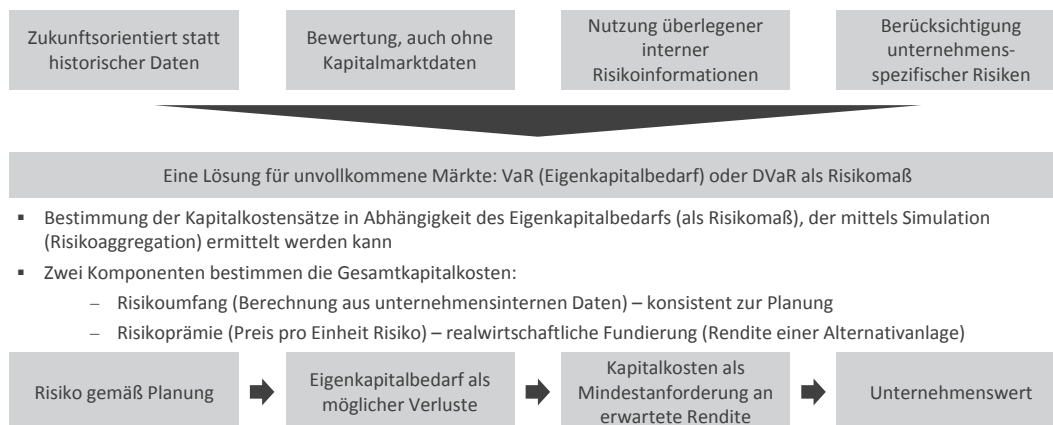 Zukunftsorientiert statt
historischer Daten
Bewertung, auch ohne
Kapitalmarktdaten
Nutzung überlegener
interner
Risikoinformationen
Berücksichtigung
unternehmens-
spezifischer Risiken
Eine Lösung für unvollkommene Märkte: VaR (Eigenkapitalbedarf) oder DVaR als Risikomaß
▪ Bestimmung der Kapitalkostensätze in Abhängigkeit des Eigenkapitalbedarfs (als Risikomaß), der mittels Simulation
(Risikoaggregation) ermittelt werden kann
▪ Zwei Komponenten bestimmen die Gesamtkapitalkosten:
– Risikoumfang (Berechnung aus unternehmensinternen Daten) – konsistent zur Planung
– Risikoprämie (Preis pro Einheit Risiko) – realwirtschaftliche Fundierung (Rendite einer Alternativanlage)
Risiko gemäß Planung
Eigenkapitalbedarf als
möglicher Verluste
Kapitalkosten als
Mindestanforderung an
erwartete Rendite
Unternehmenswert